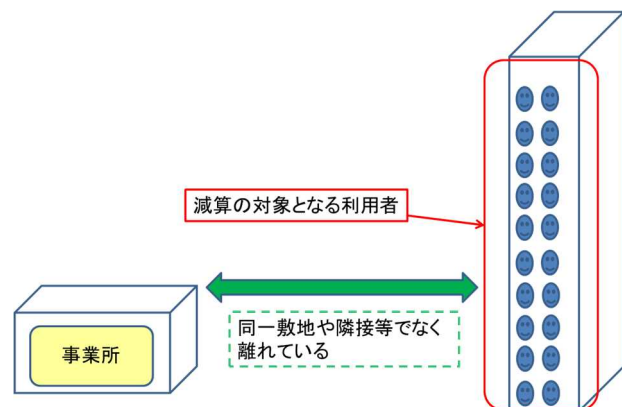 減算の対象となる利用者
同一敷地や隣接等でなく
離れている
事業所